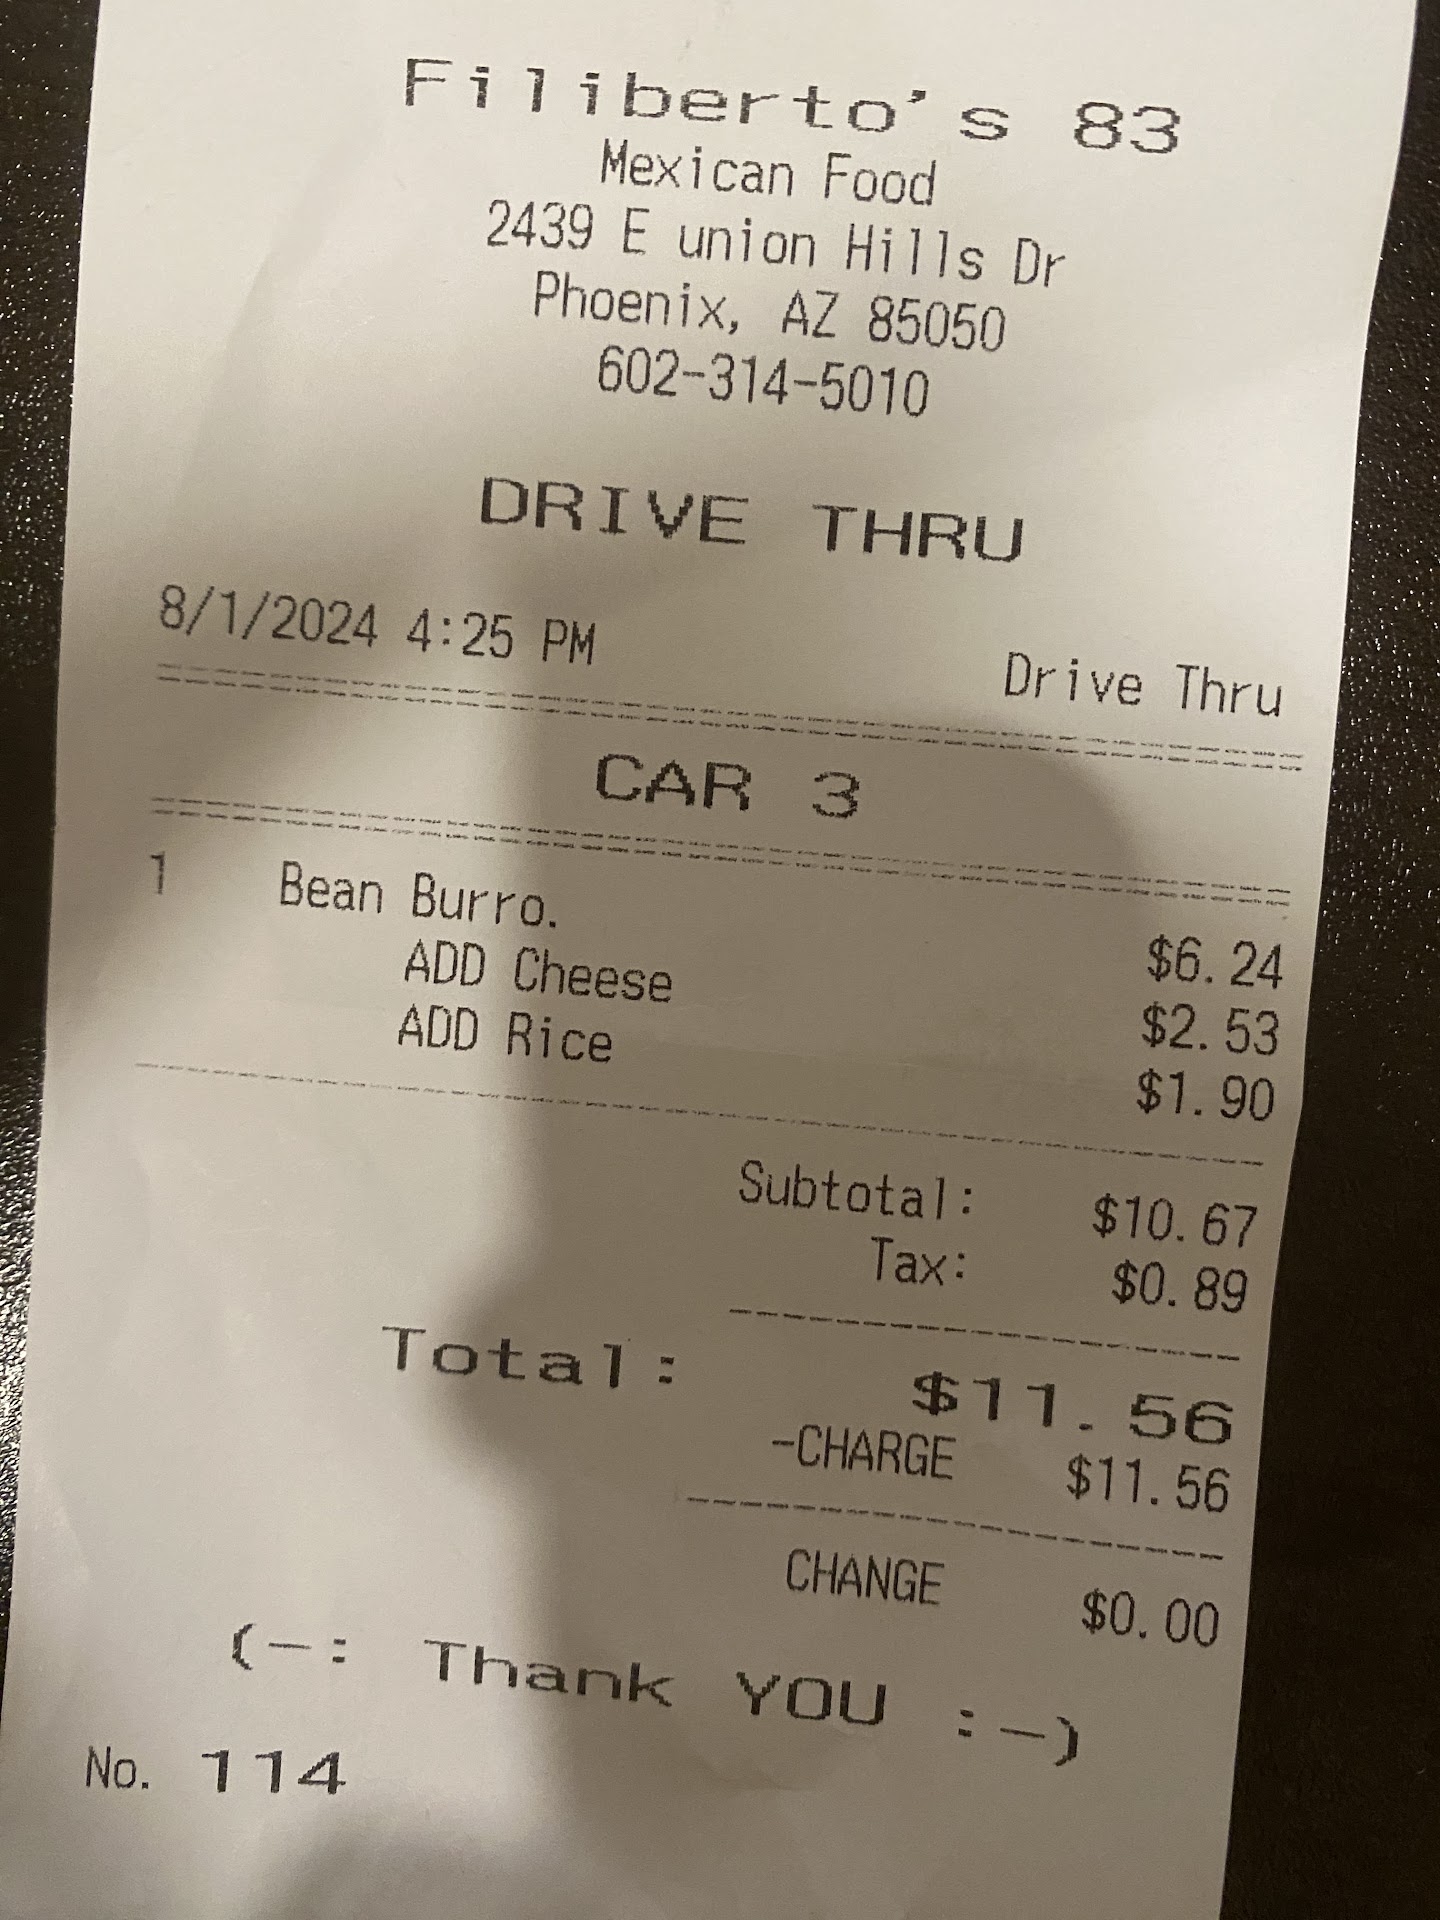 Filiberto's 83
Mexican Food
2439 E union Hills Dr
Phoenix, AZ 85050
602-314-5010
DRIVE THRU
8/1/2024 4:25 PM Drive Thru
CAR 3
1 Bean Burro. $6.24
ADD Cheese $2.53
ADD Rice $1.90
Subtotal: $10.67
Tax: $0.89
Total: $11.56
-CHARGE $11.56
CHANGE $0.00
(-: Thank YOU :-)
No. 114